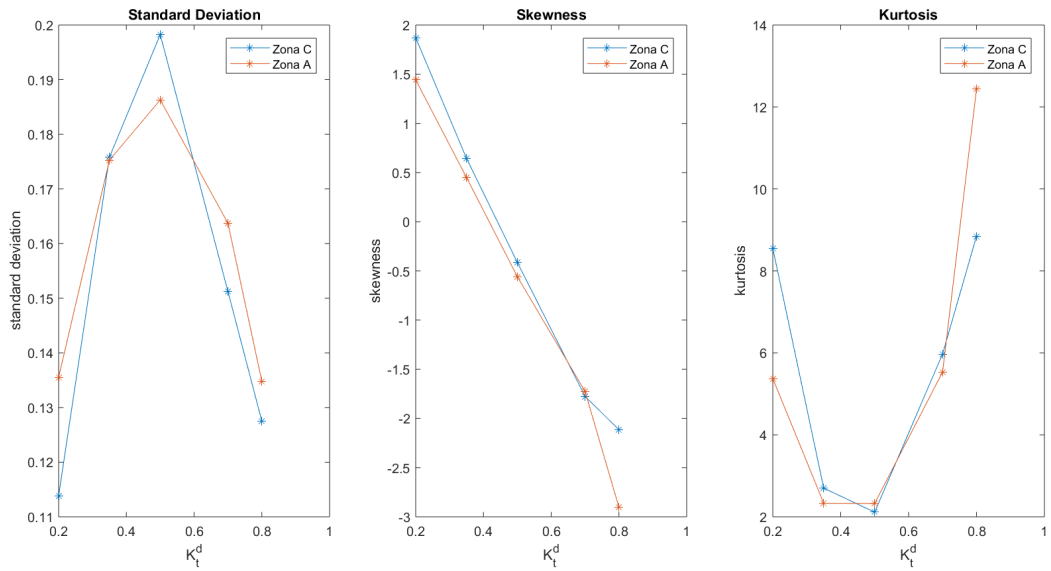 Standard Deviation
0.2
0.19
0.18
0.17
0.16
0.15
0.14
0.13
0.12
0.11
standard deviation
0.2
0.4
0.6
0.8
1
K_t^d
Zona C
Zona A
Skewness
2
1.5
1
0.5
0
-0.5
-1
-1.5
-2
-2.5
-3
skewness
0.2
0.4
0.6
0.8
1
K_t^d
Zona C
Zona A
Kurtosis
14
12
10
8
6
4
2
kurtosis
0.2
0.4
0.6
0.8
1
K_t^d
Zona C
Zona A